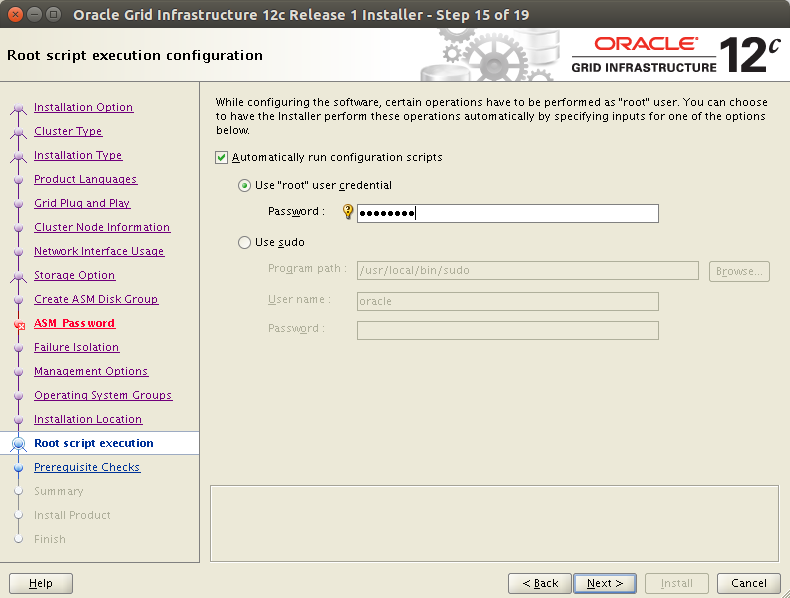 Oracle Grid Infrastructure 12c Release 1 Installer - Step 15 of 19
Root script execution configuration
ORACLE
GRID INFRASTRUCTURE
12c
Installation Option
Cluster Type
Installation Type
Product Languages
Grid Plug and Play
Cluster Node Information
Network Interface Usage
Storage Option
Create ASM Disk Group
ASM Password
Failure Isolation
Management Options
Operating System Groups
Installation Location
Root script execution
Prerequisite Checks
Summary
Install Product
Finish
While configuring the software, certain operations have to be performed as "root" user. You can choose
to have the Installer perform these operations automatically by specifying inputs for one of the options
below.
Automatically run configuration scripts
Use "root" user credential
Password :
Use sudo
Program path : /usr/local/bin/sudo Browse...
User name : oracle
Password :
Help
< Back Next > Install Cancel